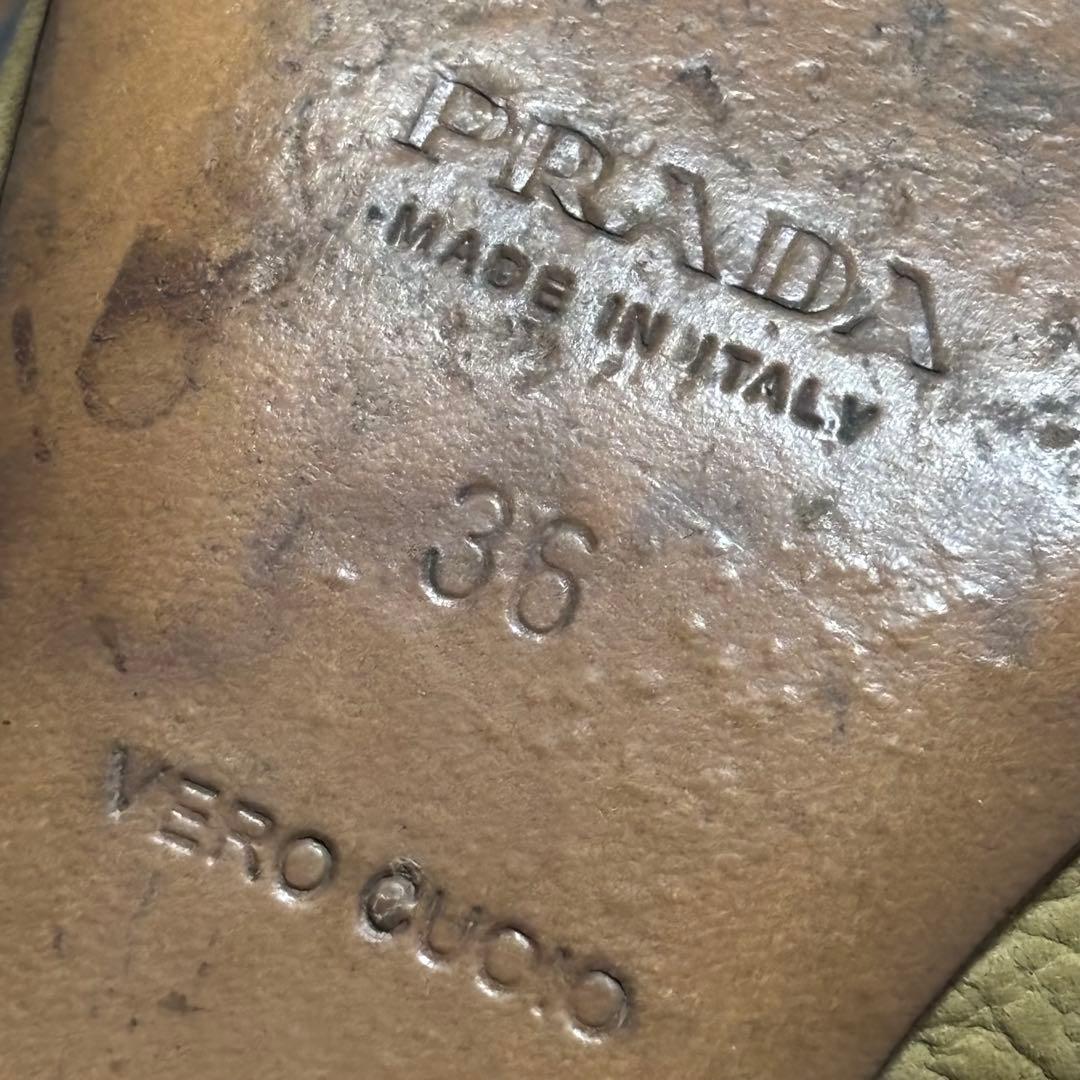 PRADA
MADE IN ITALY
36
VERO CUOIO